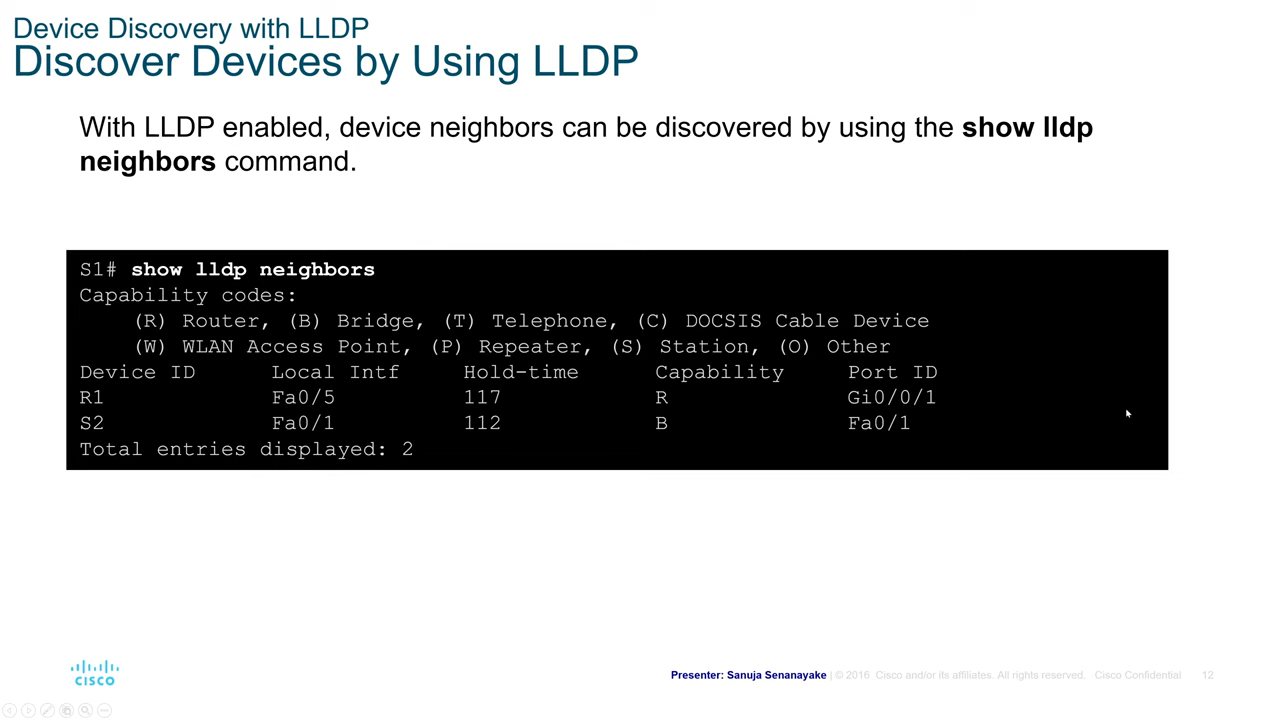 Device Discovery with LLDP
Discover Devices by Using LLDP
With LLDP enabled, device neighbors can be discovered by using the show lldp
neighbors command.
S1# show lldp neighbors
Capability codes:
(R) Router, (B) Bridge, (T) Telephone, (C) DOCSIS Cable Device
(W) WLAN Access Point, (P) Repeater, (S) Station, (O) Other
Device ID Local Intf Hold-time Capability Port ID
R1 Fa0/5 117 R Gi0/0/1
S2 Fa0/1 112 B Fa0/1
Total entries displayed: 2
CISCO
Presenter: Sanuja Senanayake | © 2016 Cisco and/or its affiliates. All rights reserved. Cisco Confidential 12